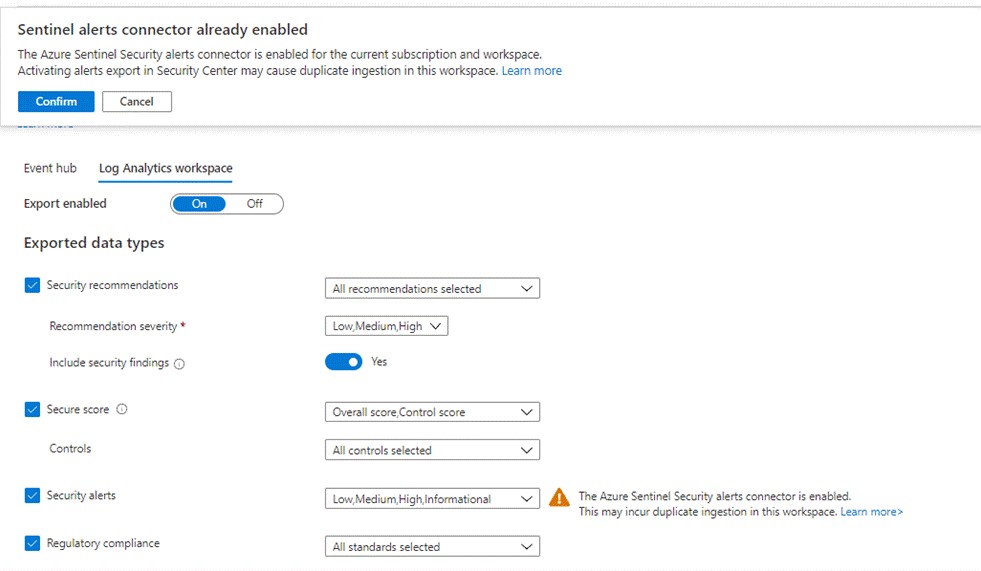 Sentinel alerts connector already enabled
The Azure Sentinel Security alerts connector is enabled for the current subscription and workspace.
Activating alerts export in Security Center may cause duplicate ingestion in this workspace. Learn more
Confirm Cancel
Event hub Log Analytics workspace
Export enabled On Off
Exported data types
Security recommendations All recommendations selected
Recommendation severity * Low,Medium,High
Include security findings Yes
Secure score Overall score,Control score
Controls All controls selected
Security alerts Low,Medium,High,Informational
The Azure Sentinel Security alerts connector is enabled.
This may incur duplicate ingestion in this workspace. Learn more>
Regulatory compliance All standards selected